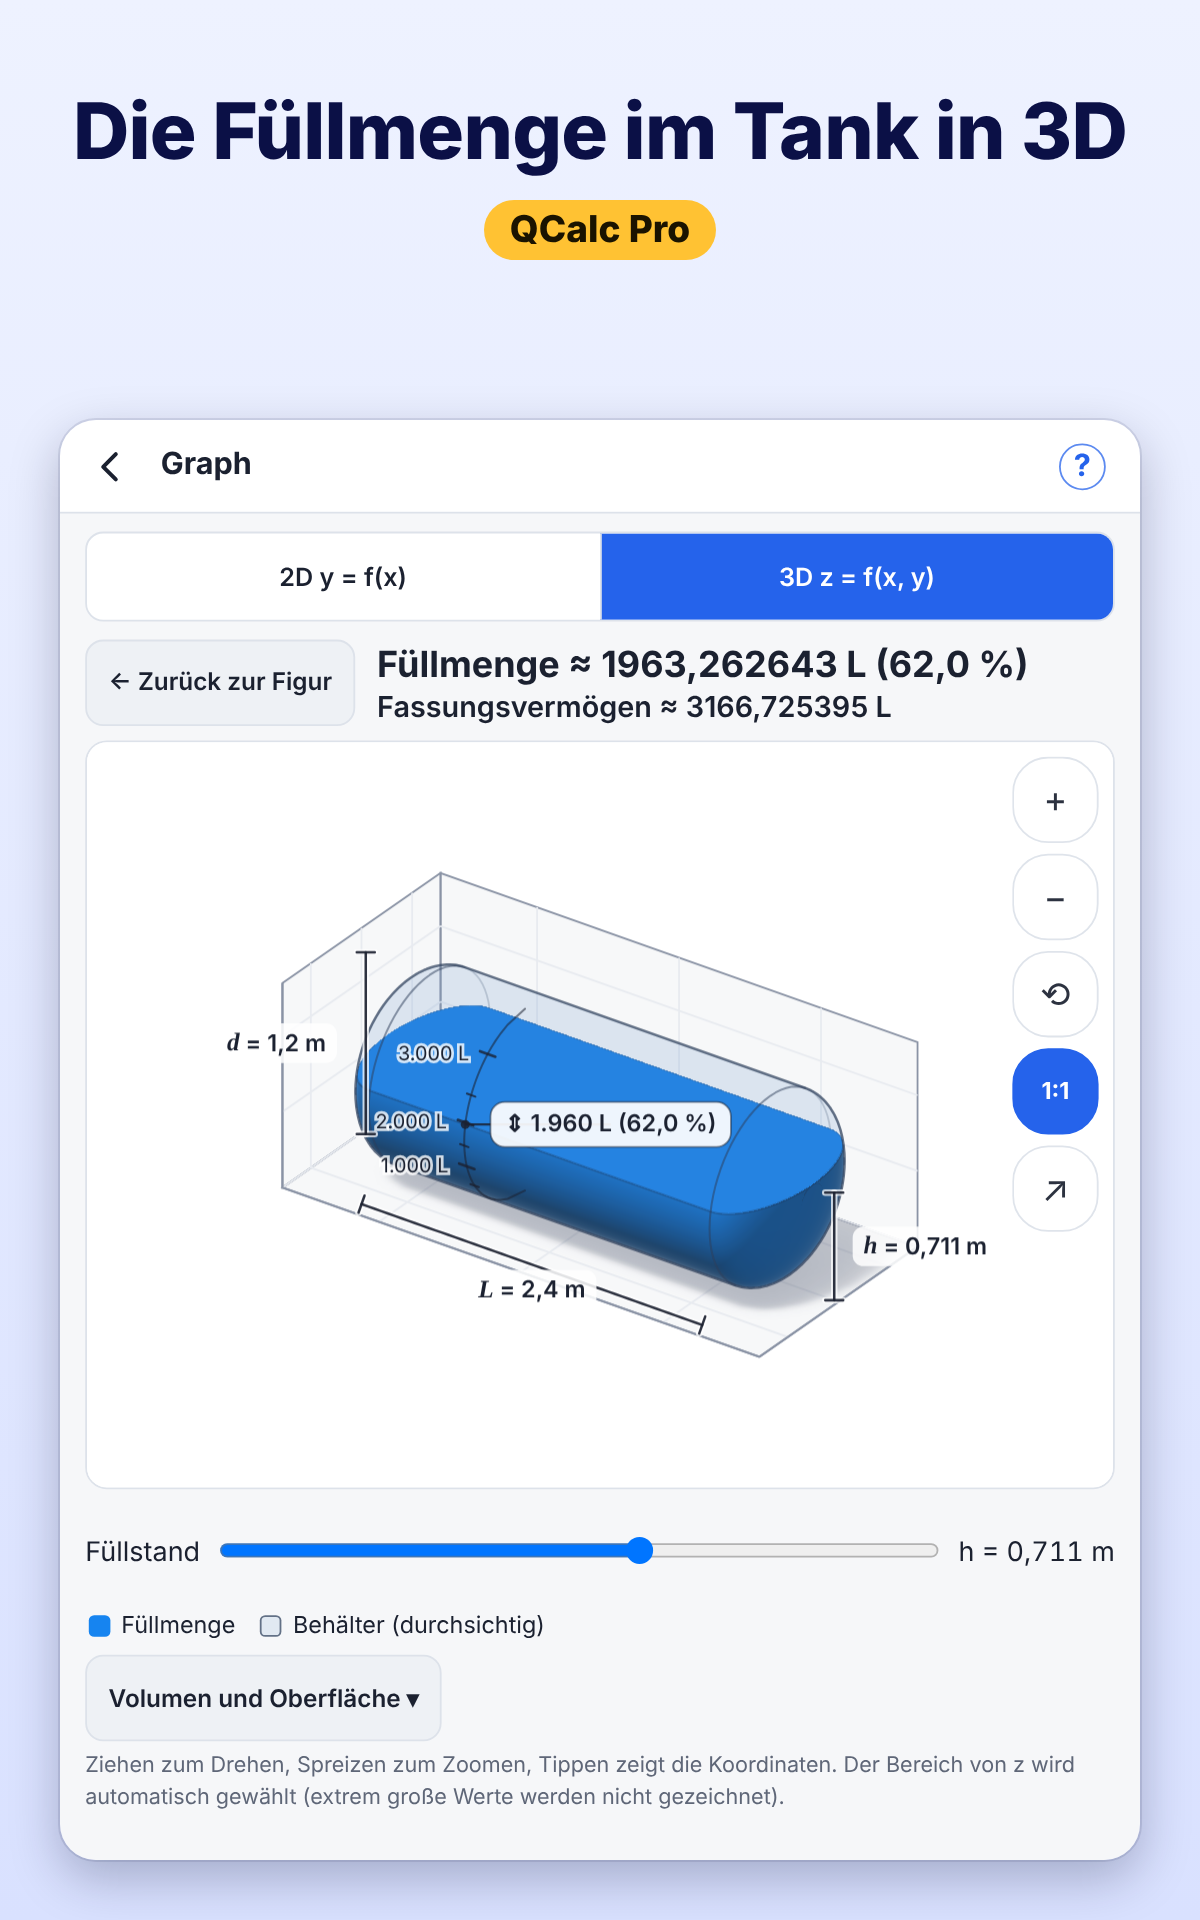 Die Füllmenge im Tank in 3D
QCalc Pro
Graph
?
2D y = f(x)
3D z = f(x, y)
← Zurück zur Figur
Füllmenge ≈ 1963,262643 L (62,0 %)
Fassungsvermögen ≈ 3166,725395 L
+
−
⟲
1:1
↗
d = 1,2 m
3.000 L
2.000 L
⇕ 1.960 L (62,0 %)
1.000 L
h = 0,711 m
L = 2,4 m
Füllstand
h = 0,711 m
Füllmenge
Behälter (durchsichtig)
Volumen und Oberfläche ▾
Ziehen zum Drehen, Spreizen zum Zoomen, Tippen zeigt die Koordinaten. Der Bereich von z wird
automatisch gewählt (extrem große Werte werden nicht gezeichnet).